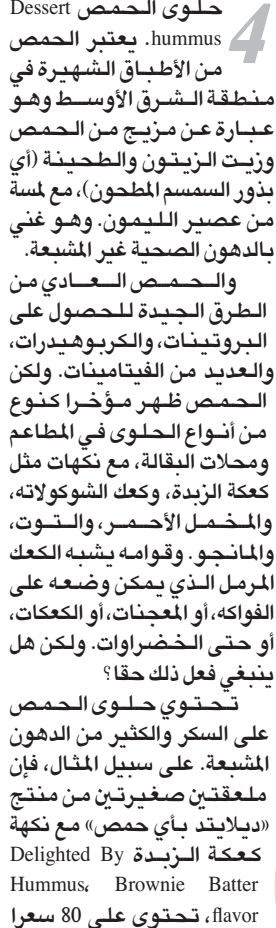 4
حلوى الحمص Dessert
hummus. يعتبر الحمص
من الأطباق الشهيرة في
منطقة الشرق الأوسط وهو
عبارة عن مزيج من الحمص
وزيت الزيتون والطحينة (أي
بذور السمسم المطحون)، مع لمسة
من عصير الليمون. وهو غني
بالدهون الصحية غير المشبعة.
والحمص العادي من
الطرق الجيدة للحصول على
البروتينات، والكربوهيدرات،
والعديد من الفيتامينات. ولكن
الحمص ظهر مؤخرا كنوع
من أنواع الحلوى في المطاعم
ومحلات البقالة، مع نكهات مثل
كعكة الزبدة، وكعك الشوكولاته،
والمخمل الأحمر، والتوت،
والمانجو. وقوامه يشبه الكعك
المرمل الذي يمكن وضعه على
الفواكه، أو المعجنات، أو الكعكات،
أو حتى الخضراوات. ولكن هل
ينبغي فعل ذلك حقا؟
تحتوي حلوى الحمص
على السكر والكثير من الدهون
المشبعة. على سبيل المثال، فإن
ملعقتين صغيرتين من منتج
«ديلايتد بأي حمص» مع نكهة
كعكة الزبدة Delighted By
Hummus، Brownie Batter
flavor، تحتوي على 80 سعرا